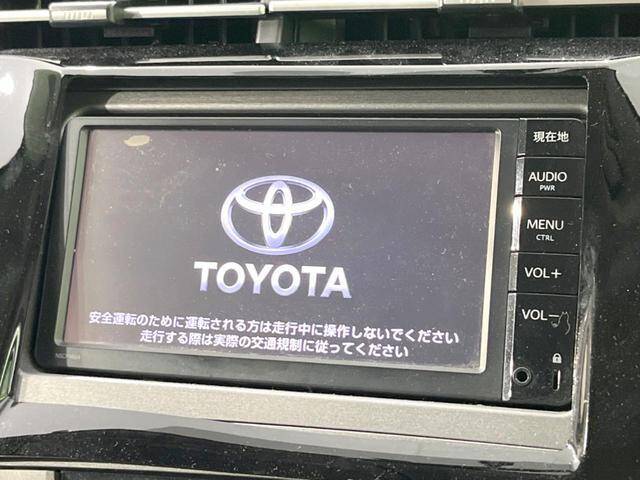 現在地
AUDIO
PWR
MENU
CTRL
VOL+
VOL−
TOYOTA
安全運転のために運転される方は走行中に操作しないでください
走行する際は実際の交通規制に従ってください